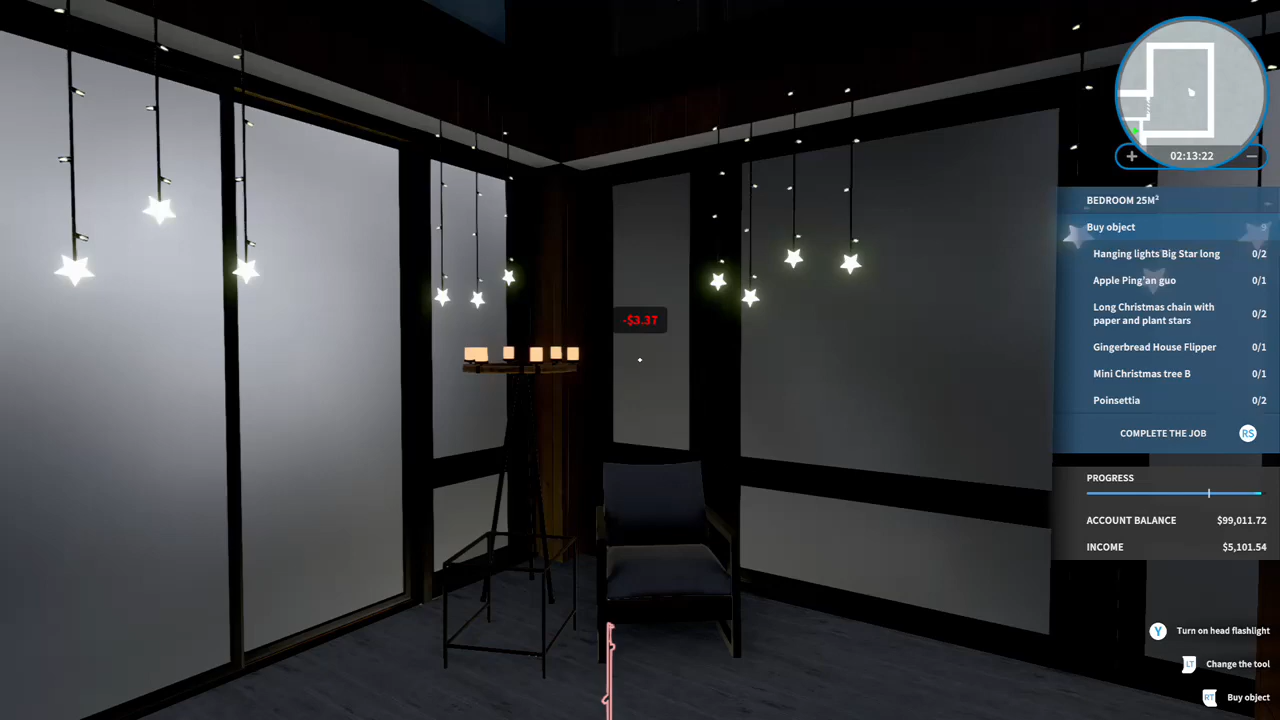 02:13:22
BEDROOM 25M²
Buy object 9
Hanging lights Big Star long 0/2
Apple Ping'an guo 0/1
Long Christmas chain with
paper and plant stars 0/2
Gingerbread House Flipper 0/1
Mini Christmas tree B 0/1
Poinsettia 0/2
COMPLETE THE JOB RS
-$3.37
PROGRESS
ACCOUNT BALANCE $99,011.72
INCOME $5,101.54
Y Turn on head flashlight
LT Change the tool
RT Buy object